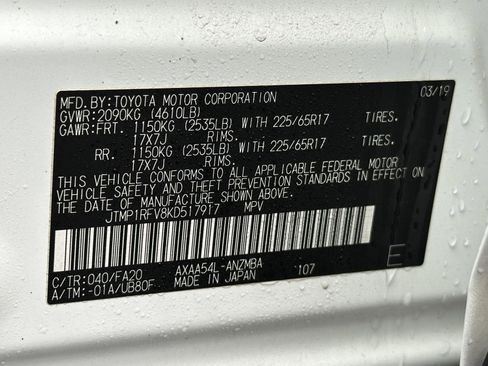 MFD.BY:TOYOTA MOTOR CORPORATION 03/19
GVWR:2090KG (4610LB)
GAWR:FRT. 1150KG (2535LB) WITH 225/65R17 TIRES.
17X7J RIMS.
RR. 1150KG (2535LB) WITH 225/65R17 TIRES.
17X7J RIMS.
THIS VEHICLE CONFORMS TO ALL APPLICABLE FEDERAL MOTOR
VEHICLE SAFETY AND THEFT PREVENTION STANDARDS IN EFFECT ON
THE DATE OF MANUFACTURE SHOWN ABOVE.
JTMP1RFV8KD517917 MPV
E
C/TR:040/FA20 AXAA54L-ANZMBA
A/TM:-01A/UB80F MADE IN JAPAN 107